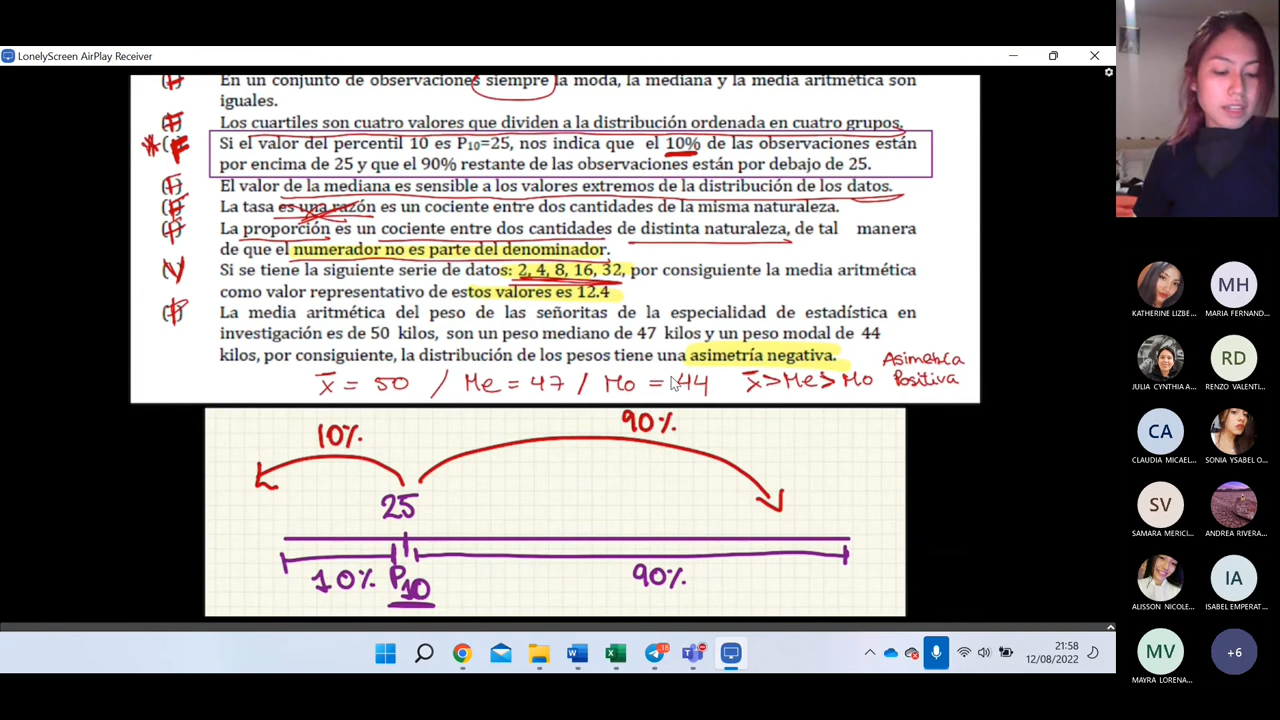 LonelyScreen AirPlay Receiver
(F) En un conjunto de observaciones siempre la moda, la mediana y la media aritmética son
iguales.
(F) Los cuartiles son cuatro valores que dividen a la distribución ordenada en cuatro grupos.
* F Si el valor del percentil 10 es P10=25, nos indica que el 10% de las observaciones están
por encima de 25 y que el 90% restante de las observaciones están por debajo de 25.
(F) El valor de la mediana es sensible a los valores extremos de la distribución de los datos.
(F) La tasa es una razón es un cociente entre dos cantidades de la misma naturaleza.
(F) La proporción es un cociente entre dos cantidades de distinta naturaleza, de tal manera
de que el numerador no es parte del denominador.
(V) Si se tiene la siguiente serie de datos: 2, 4, 8, 16, 32, por consiguiente la media aritmética
como valor representativo de estos valores es 12.4
(F) La media aritmética del peso de las señoritas de la especialidad de estadística en
investigación es de 50 kilos, son un peso mediano de 47 kilos y un peso modal de 44
kilos, por consiguiente, la distribución de los pesos tiene una asimetría negativa.
Asimetrica
Positiva
x̄ = 50 / Me = 47 / Mo = 44 x̄ > Me > Mo
10% 90%
25
10% P10 90%
KATHERINE LIZBE...
MH
MARIA FERNAND...
JULIA CYNTHIA A...
RD
RENZO VALENTI...
CA
CLAUDIA MICAEL...
SONIA YSABEL O...
SV
SAMARA MERICI...
ANDREA RIVERA...
ALISSON NICOLE...
IA
ISABEL EMPERAT...
MV
MAYRA LORENA...
+6
18
21:58
12/08/2022